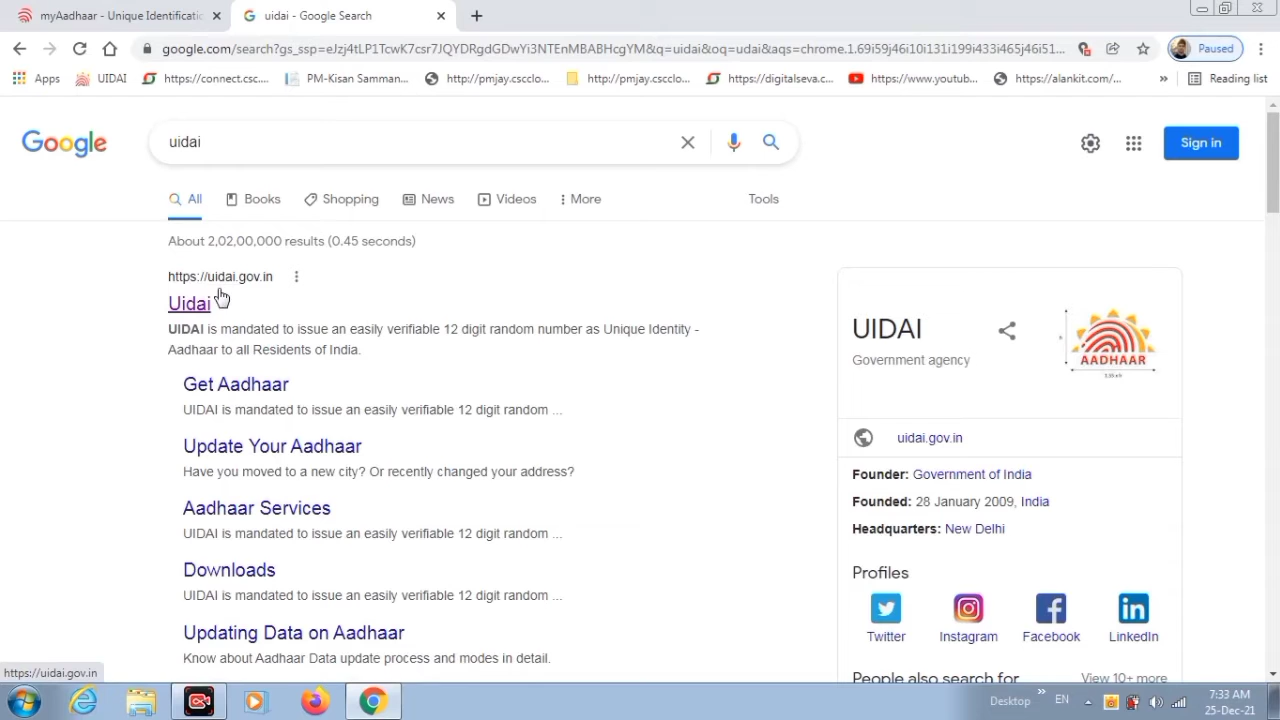 myAadhaar - Unique Identificatic
uidai - Google Search
google.com/search?gs_ssp=eJzj4tLP1TcwK7csr7JQYDRgdGDwYi3NTEnMBABHcgYM&q=uidai&oq=udai&aqs=chrome.1.69i59j46i10i131i199i433i465j46i51...
Paused
Apps
UIDAI
https://connect.csc...
PM-Kisan Samman...
http://pmjay.cscclo...
http://pmjay.cscclo...
https://digitalseva.c...
https://www.youtub...
https://alankit.com/...
»
Reading list
Google
uidai
Sign in
All
Books
Shopping
News
Videos
More
Tools
About 2,02,00,000 results (0.45 seconds)
https://uidai.gov.in
Uidai
UIDAI is mandated to issue an easily verifiable 12 digit random number as Unique Identity -
Aadhaar to all Residents of India.
Get Aadhaar
UIDAI is mandated to issue an easily verifiable 12 digit random ...
Update Your Aadhaar
Have you moved to a new city? Or recently changed your address?
Aadhaar Services
UIDAI is mandated to issue an easily verifiable 12 digit random ...
Downloads
UIDAI is mandated to issue an easily verifiable 12 digit random ...
Updating Data on Aadhaar
Know about Aadhaar Data update process and modes in detail.
UIDAI
Government agency
AADHAAR
uidai.gov.in
Founder: Government of India
Founded: 28 January 2009, India
Headquarters: New Delhi
Profiles
Twitter
Instagram
Facebook
LinkedIn
People also search for
View 10+ more
https://uidai.gov.in
Desktop
»
EN
7:33 AM
25-Dec-21